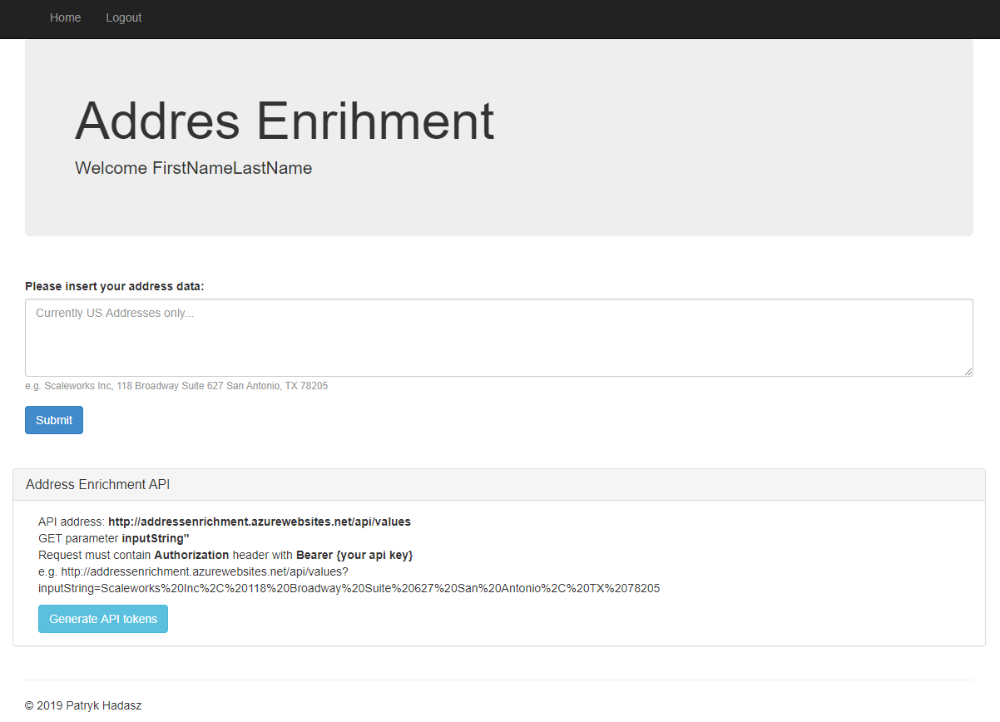 Home Logout
Addres Enrihment
Welcome FirstNameLastName
Please insert your address data:
Currently US Addresses only...
e.g. Scaleworks Inc, 118 Broadway Suite 627 San Antonio, TX 78205
Submit
Address Enrichment API
API address: http://addressenrichment.azurewebsites.net/api/values
GET parameter inputString"
Request must contain Authorization header with Bearer {your api key}
e.g. http://addressenrichment.azurewebsites.net/api/values?
inputString=Scaleworks%20Inc%2C%20118%20Broadway%20Suite%20627%20San%20Antonio%2C%20TX%2078205
Generate API tokens
© 2019 Patryk Hadasz